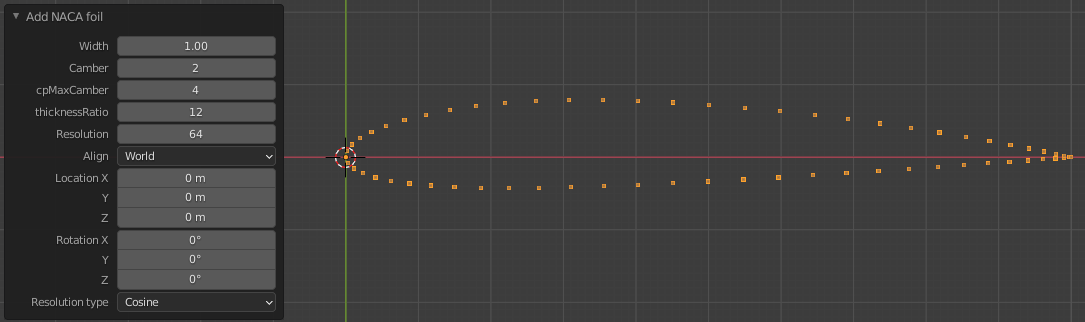 Add NACA foil
Width 1.00
Camber 2
cpMaxCamber 4
thicknessRatio 12
Resolution 64
Align World
Location X 0 m
Y 0 m
Z 0 m
Rotation X 0°
Y 0°
Z 0°
Resolution type Cosine